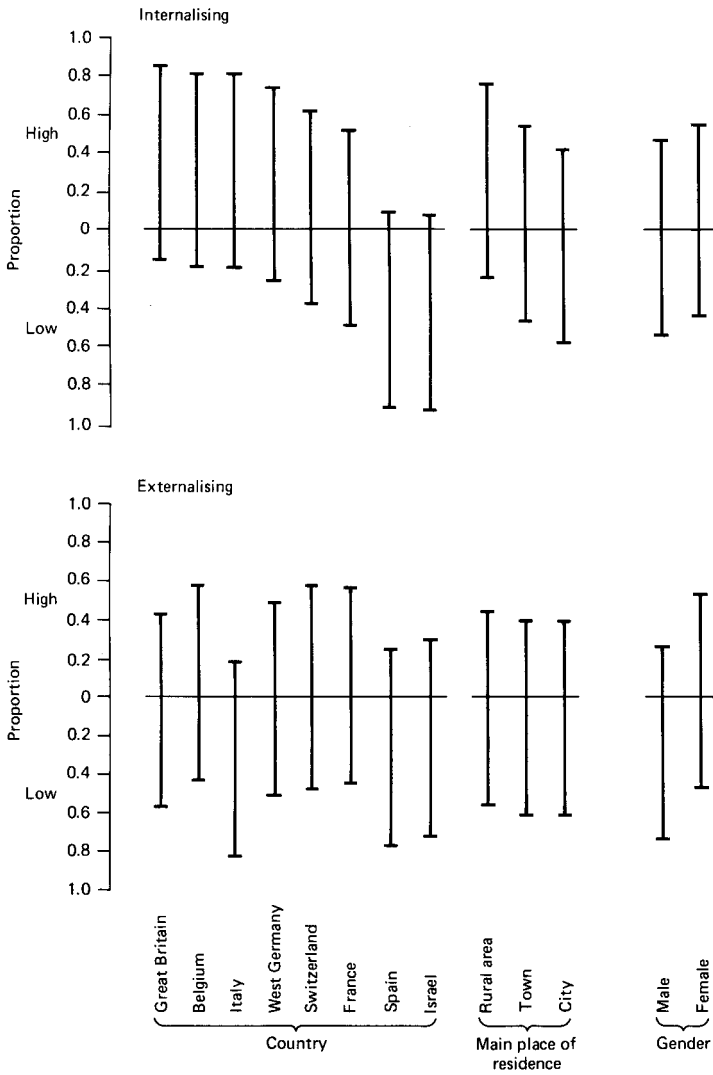 Internalising
1.0
0.8
0.6
High
0.4
0.2
0
Proportion
0.2
0.4
Low
0.6
0.8
1.0
Externalising
1.0
0.8
0.6
High
0.4
0.2
0
Proportion
0.2
0.4
Low
0.6
0.8
1.0
Great Britain
Belgium
Italy
West Germany
Switzerland
France
Spain
Israel
Rural area
Town
City
Male
Female
Country
Main place of
residence
Gender